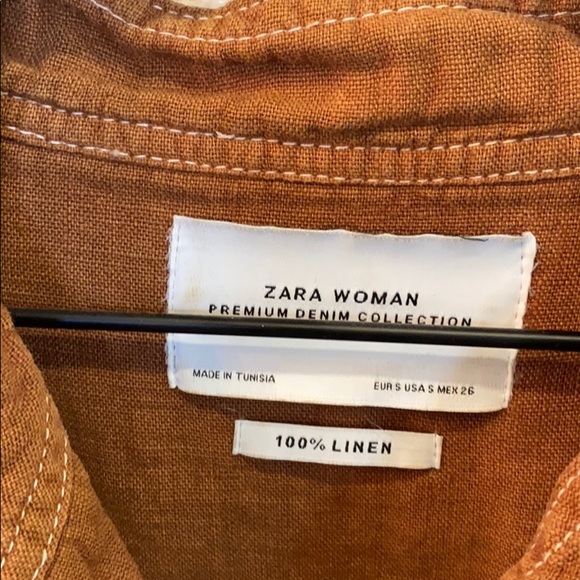 ZARA WOMAN
PREMIUM DENIM COLLECTION
MADE IN TUNISIA
EUR S USA S MEX 26
100% LINEN